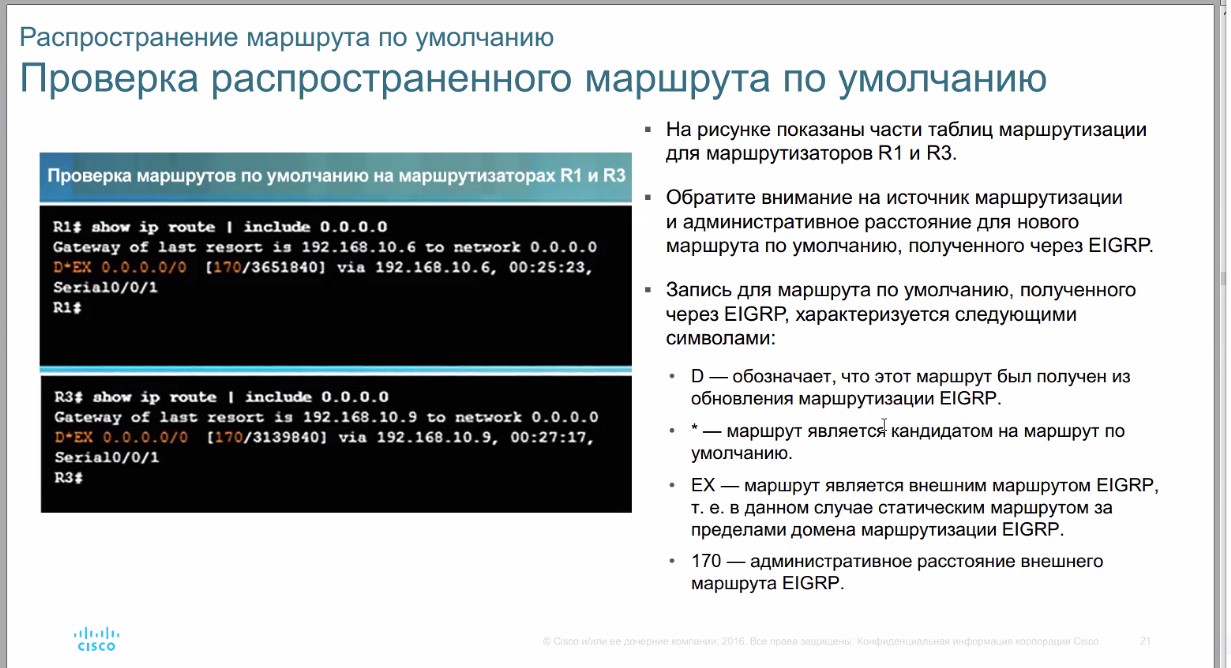 Распространение маршрута по умолчанию
Проверка распространенного маршрута по умолчанию
Проверка маршрутов по умолчанию на маршрутизаторах R1 и R3
R1# show ip route | include 0.0.0.0
Gateway of last resort is 192.168.10.6 to network 0.0.0.0
D*EX 0.0.0.0/0 [170/3651840] via 192.168.10.6, 00:25:23,
Serial0/0/1
R1#
R3# show ip route | include 0.0.0.0
Gateway of last resort is 192.168.10.9 to network 0.0.0.0
D*EX 0.0.0.0/0 [170/3139840] via 192.168.10.9, 00:27:17,
Serial0/0/1
R3#
▪ На рисунке показаны части таблиц маршрутизации
для маршрутизаторов R1 и R3.
▪ Обратите внимание на источник маршрутизации
и административное расстояние для нового
маршрута по умолчанию, полученного через EIGRP.
▪ Запись для маршрута по умолчанию, полученного
через EIGRP, характеризуется следующими
символами:
• D — обозначает, что этот маршрут был получен из
обновления маршрутизации EIGRP.
• * — маршрут является кандидатом на маршрут по
умолчанию.
• EX — маршрут является внешним маршрутом EIGRP,
т. е. в данном случае статическим маршрутом за
пределами домена маршрутизации EIGRP.
• 170 — административное расстояние внешнего
маршрута EIGRP.
CISCO
© Cisco и/или ее дочерние компании, 2016. Все права защищены. Конфиденциальная информация корпорации Cisco
21